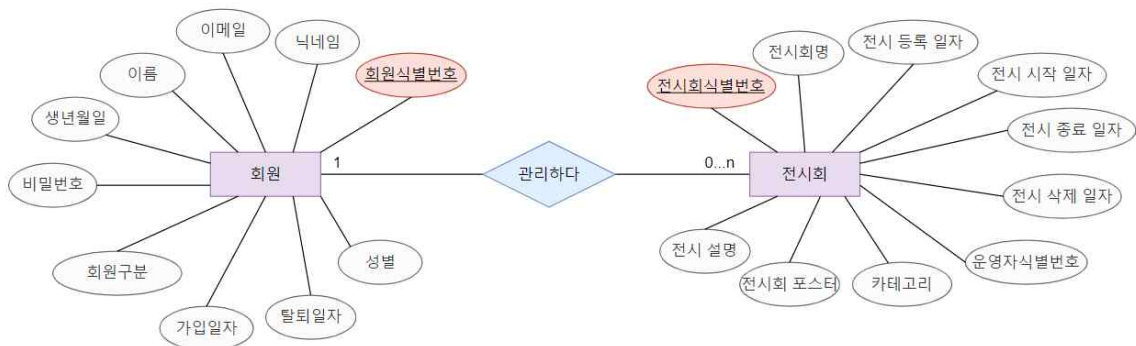 이메일
닉네임
이름
회원식별번호
생년월일
비밀번호
회원
1
관리하다
0...n
전시회
회원구분
가입일자
탈퇴일자
성별
전시회식별번호
전시회명
전시 등록 일자
전시 시작 일자
전시 종료 일자
전시 삭제 일자
운영자식별번호
카테고리
전시회 포스터
전시 설명